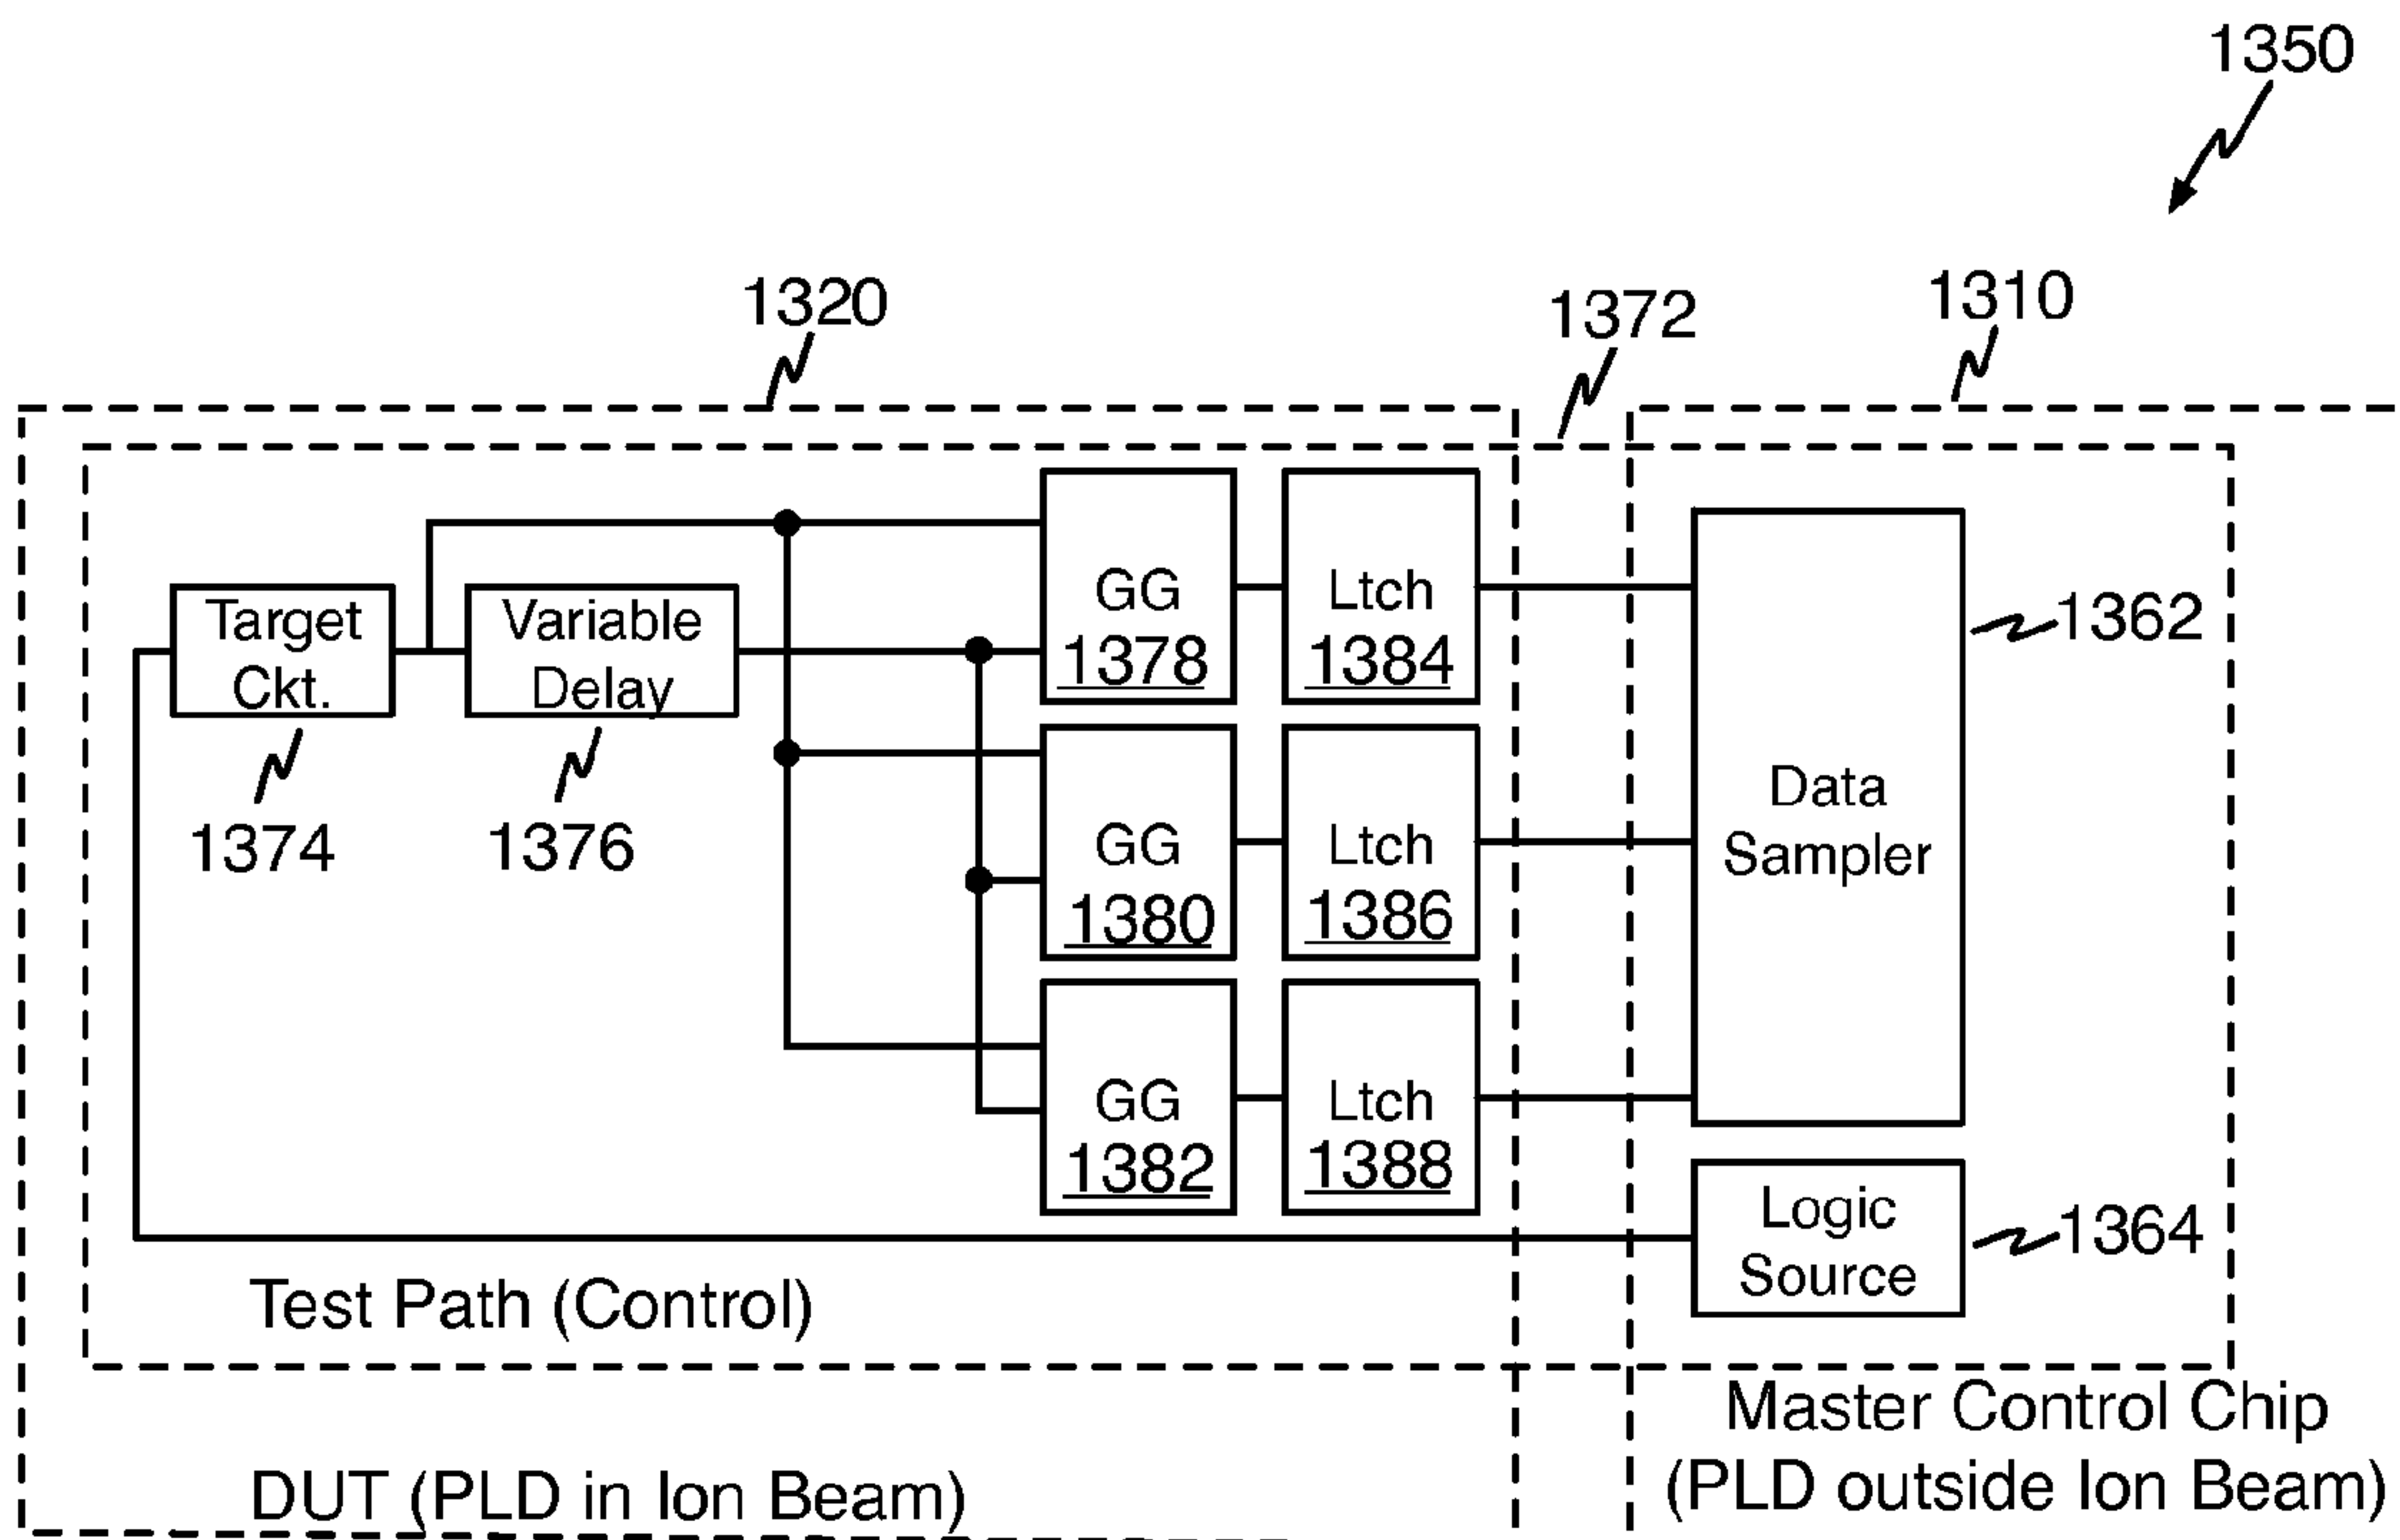 1350
1320
1372
1310
Target
Ckt.
1374
Variable
Delay
1376
GG
1378
Ltch
1384
GG
1380
Ltch
1386
GG
1382
Ltch
1388
Data
Sampler
1362
Logic
Source
1364
Test Path (Control)
DUT (PLD in Ion Beam)
Master Control Chip
(PLD outside Ion Beam)